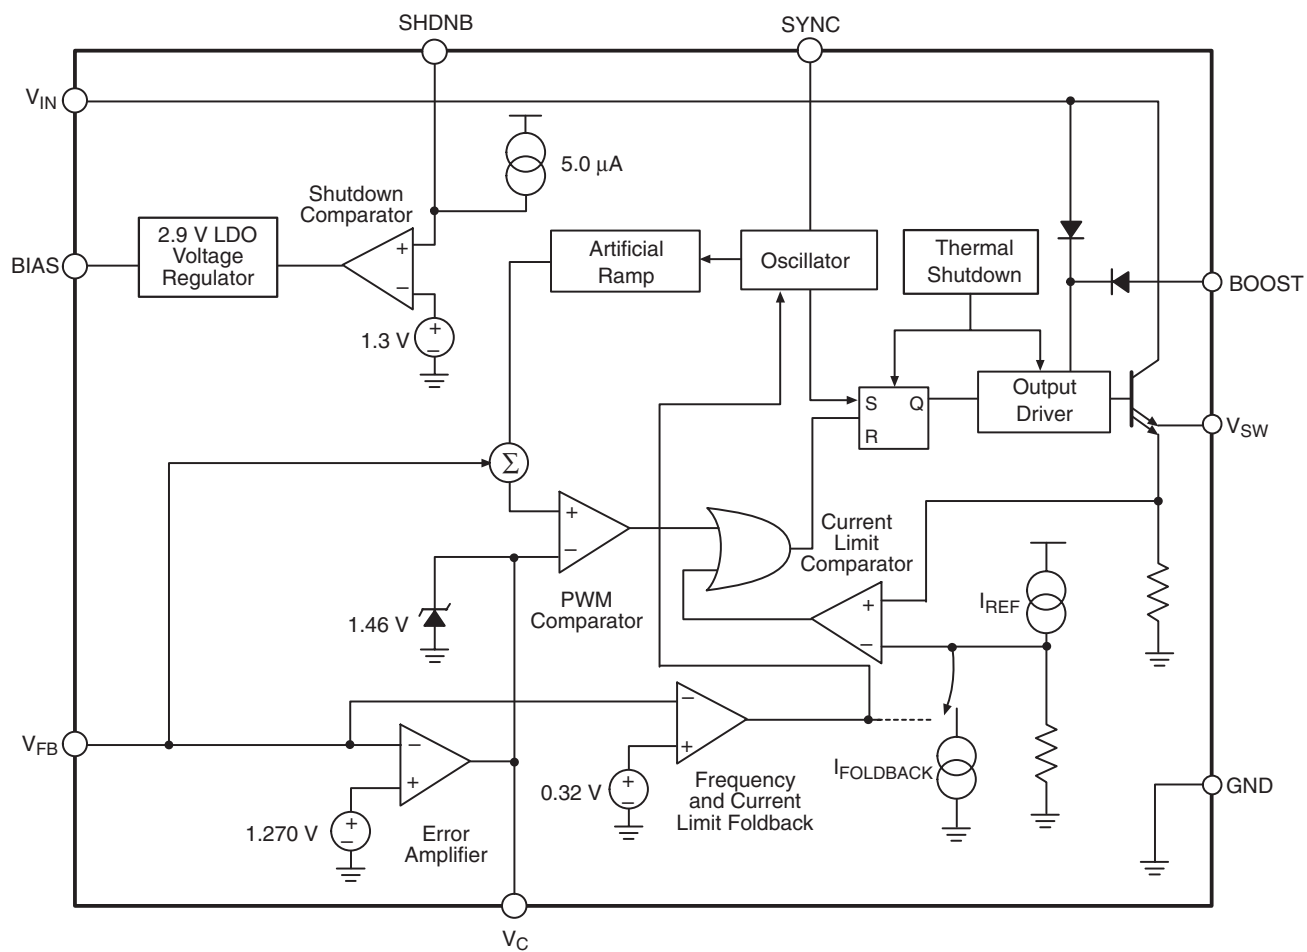 SHDNB
SYNC
V_IN
5.0 μA
Shutdown
Comparator
+
−
2.9 V LDO
Voltage
Regulator
BIAS
1.3 V
+
−
Artificial
Ramp
Oscillator
Thermal
Shutdown
BOOST
S
Q
R
Output
Driver
V_SW
Σ
+
−
PWM
Comparator
1.46 V
Current
Limit
Comparator
+
−
I_REF
V_FB
−
+
Error
Amplifier
1.270 V
+
−
−
+
0.32 V
+
−
Frequency
and Current
Limit Foldback
I_FOLDBACK
GND
V_C